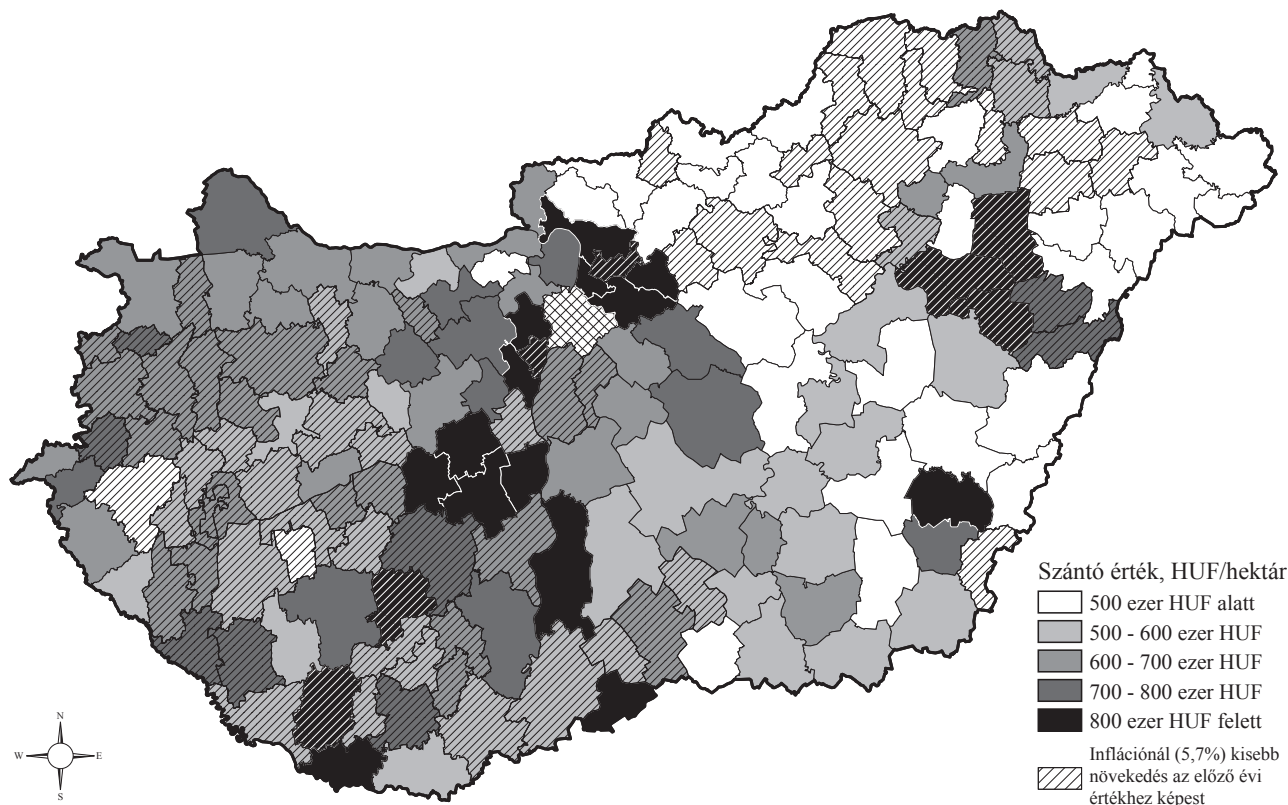 Szántó érték, HUF/hektár
500 ezer HUF alatt
500 - 600 ezer HUF
600 - 700 ezer HUF
700 - 800 ezer HUF
800 ezer HUF felett
Inflációnál (5,7%) kisebb
növekedés az előző évi
értékhez képest
N
W E
S